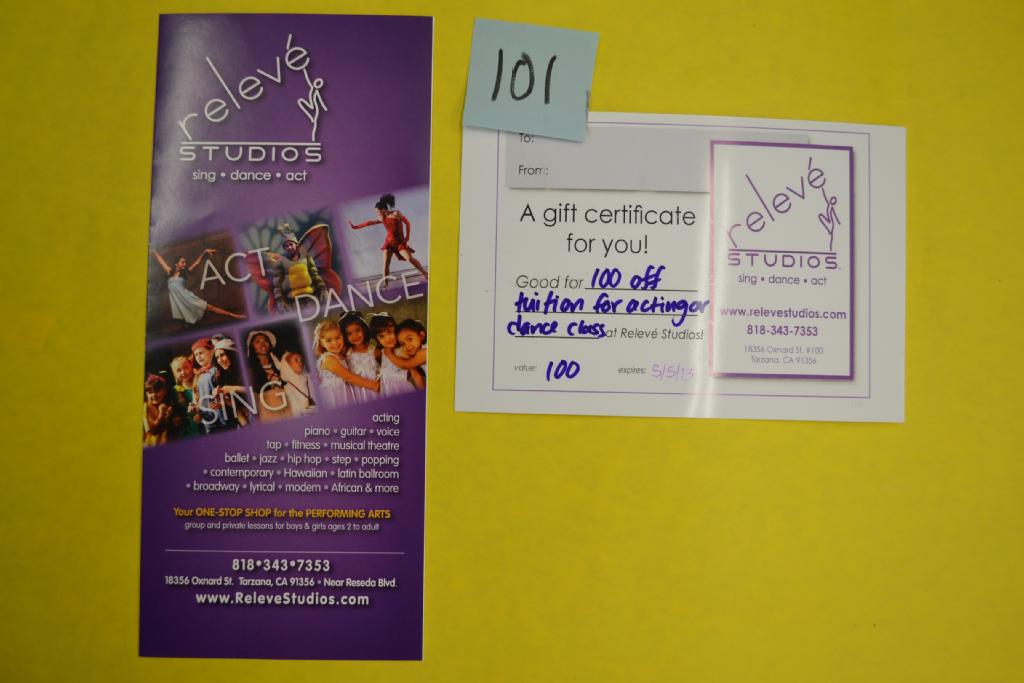 relevé
STUDIOS
sing • dance • act
ACT
DANCE
SING
acting
piano • guitar • voice
tap • fitness • musical theatre
ballet • jazz • hip hop • step • popping
• contemporary • Hawaiian • latin ballroom
• broadway • lyrical • modern • African & more
Your ONE-STOP SHOP for the PERFORMING ARTS
group and private lessons for boys & girls ages 2 to adult
818•343•7353
18356 Oxnard St. Tarzana, CA 91356 • Near Reseda Blvd.
www.ReleveStudios.com
101
To:
From:
A gift certificate
for you!
Good for 100 off
tuition for acting or
dance class at Relevé Studios!
value: 100 expires: 5/5/13
relevé
STUDIOS
sing • dance • act
www.relevestudios.com
818-343-7353
18356 Oxnard St. #100
Tarzana, CA 91356